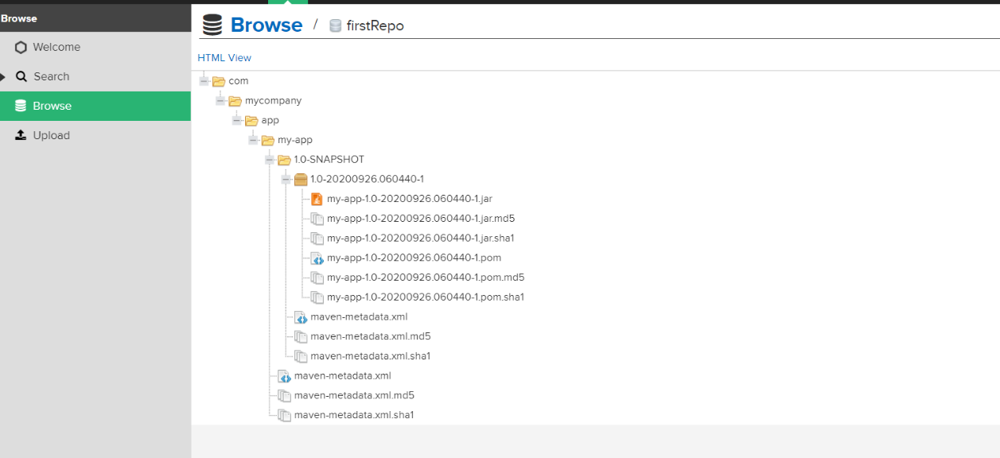 Browse
Welcome
Search
Browse
Upload
Browse / firstRepo
HTML View
com
mycompany
app
my-app
1.0-SNAPSHOT
1.0-20200926.060440-1
my-app-1.0-20200926.060440-1.jar
my-app-1.0-20200926.060440-1.jar.md5
my-app-1.0-20200926.060440-1.jar.sha1
my-app-1.0-20200926.060440-1.pom
my-app-1.0-20200926.060440-1.pom.md5
my-app-1.0-20200926.060440-1.pom.sha1
maven-metadata.xml
maven-metadata.xml.md5
maven-metadata.xml.sha1
maven-metadata.xml
maven-metadata.xml.md5
maven-metadata.xml.sha1